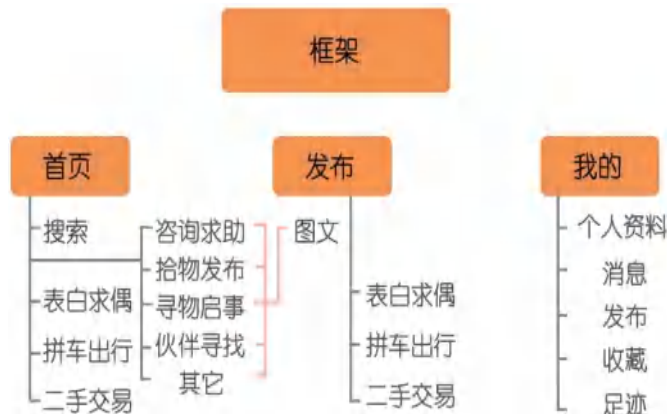 框架
首页
搜索
咨询求助
拾物发布
寻物启事
伙伴寻找
其它
表白求偶
拼车出行
二手交易
发布
图文
表白求偶
拼车出行
二手交易
我的
个人资料
消息
发布
收藏
足迹